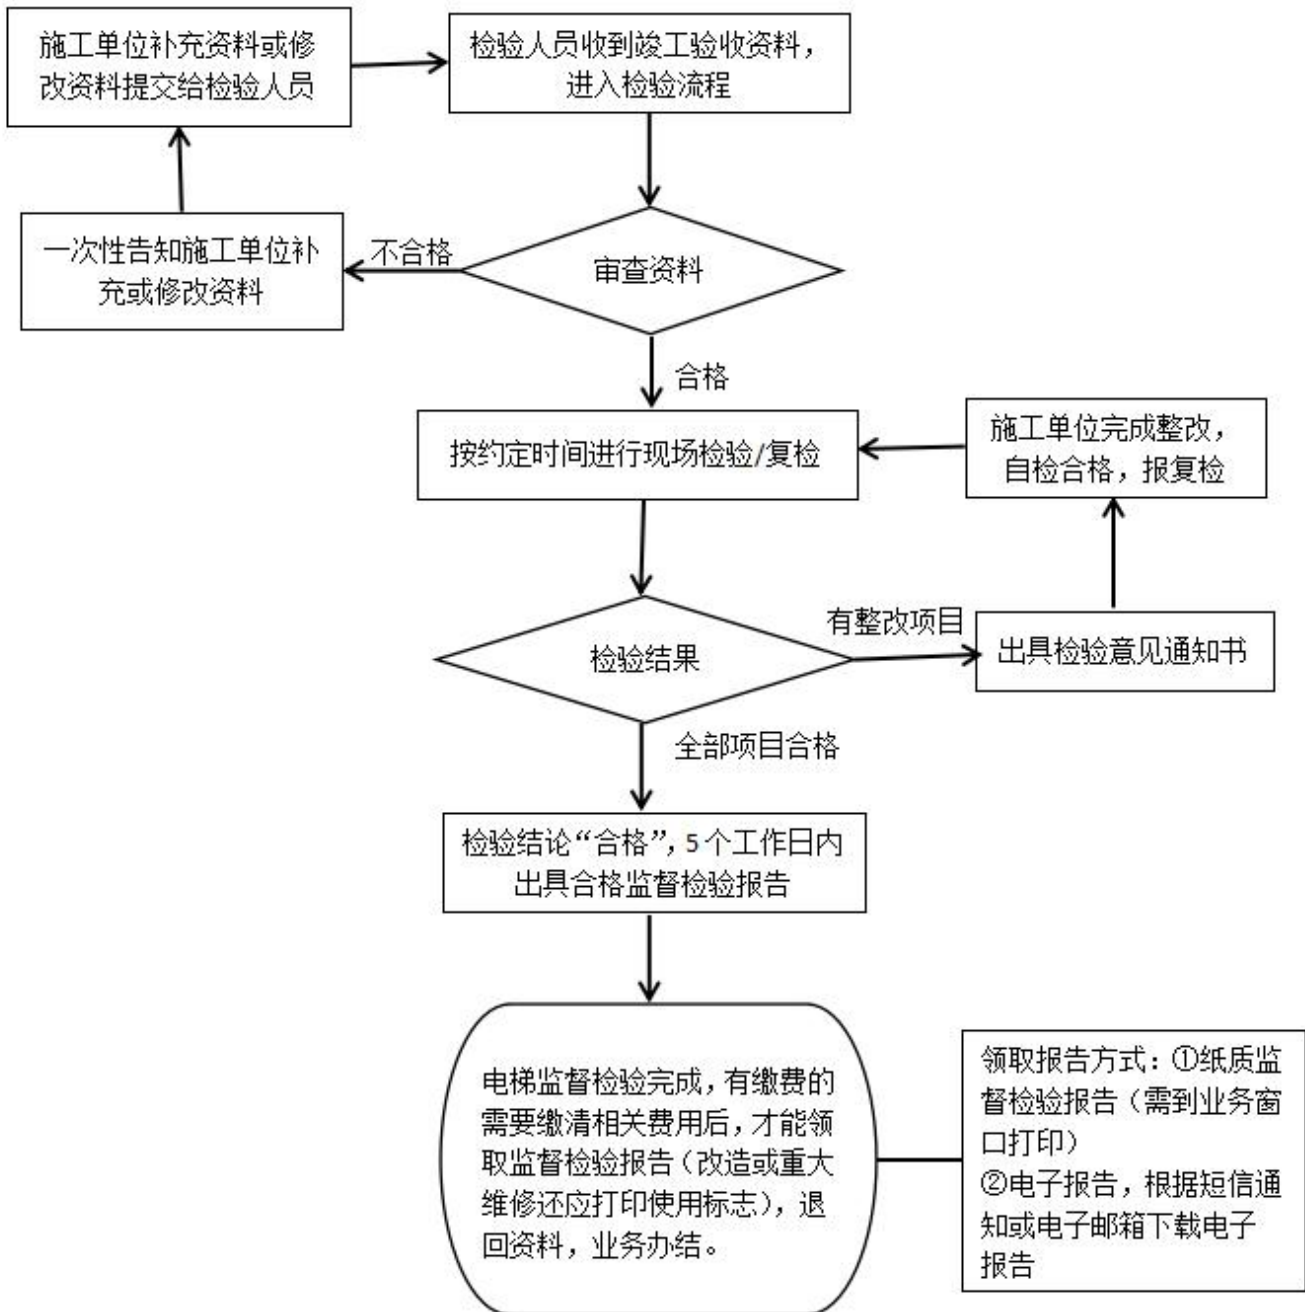 施工单位补充资料或修
改资料提交给检验人员
检验人员收到竣工验收资料，
进入检验流程
一次性告知施工单位补
充或修改资料
不合格
审查资料
合格
按约定时间进行现场检验/复检
施工单位完成整改，
自检合格，报复检
检验结果
有整改项目
出具检验意见通知书
全部项目合格
检验结论“合格”，5个工作日内
出具合格监督检验报告
电梯监督检验完成，有缴费的
需要缴清相关费用后，才能领
取监督检验报告（改造或重大
维修还应打印使用标志），退
回资料，业务办结。
领取报告方式：①纸质监
督检验报告（需到业务窗
口打印）
②电子报告，根据短信通
知或电子邮箱下载电子
报告